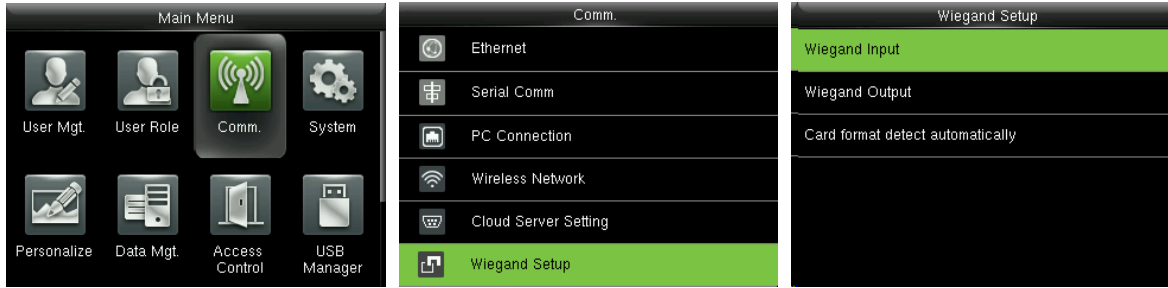 Main Menu
User Mgt.
User Role
Comm.
System
Personalize
Data Mgt.
Access
Control
USB
Manager
Comm.
Ethernet
Serial Comm
PC Connection
Wireless Network
Cloud Server Setting
Wiegand Setup
Wiegand Setup
Wiegand Input
Wiegand Output
Card format detect automatically